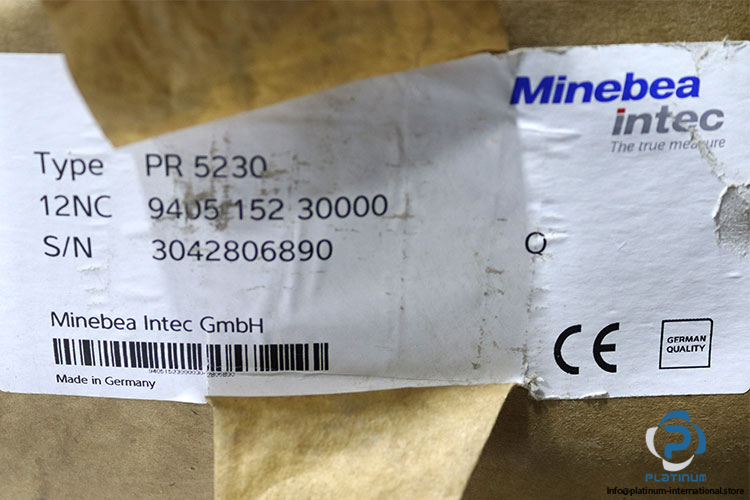 Minebea
intec
The true measure
Type PR 5230
12NC 9405 152 30000
S/N 3042806890
Q
Minebea Intec GmbH
Made in Germany
CE
GERMAN
QUALITY
PLATINUM
info@platinum-international.store